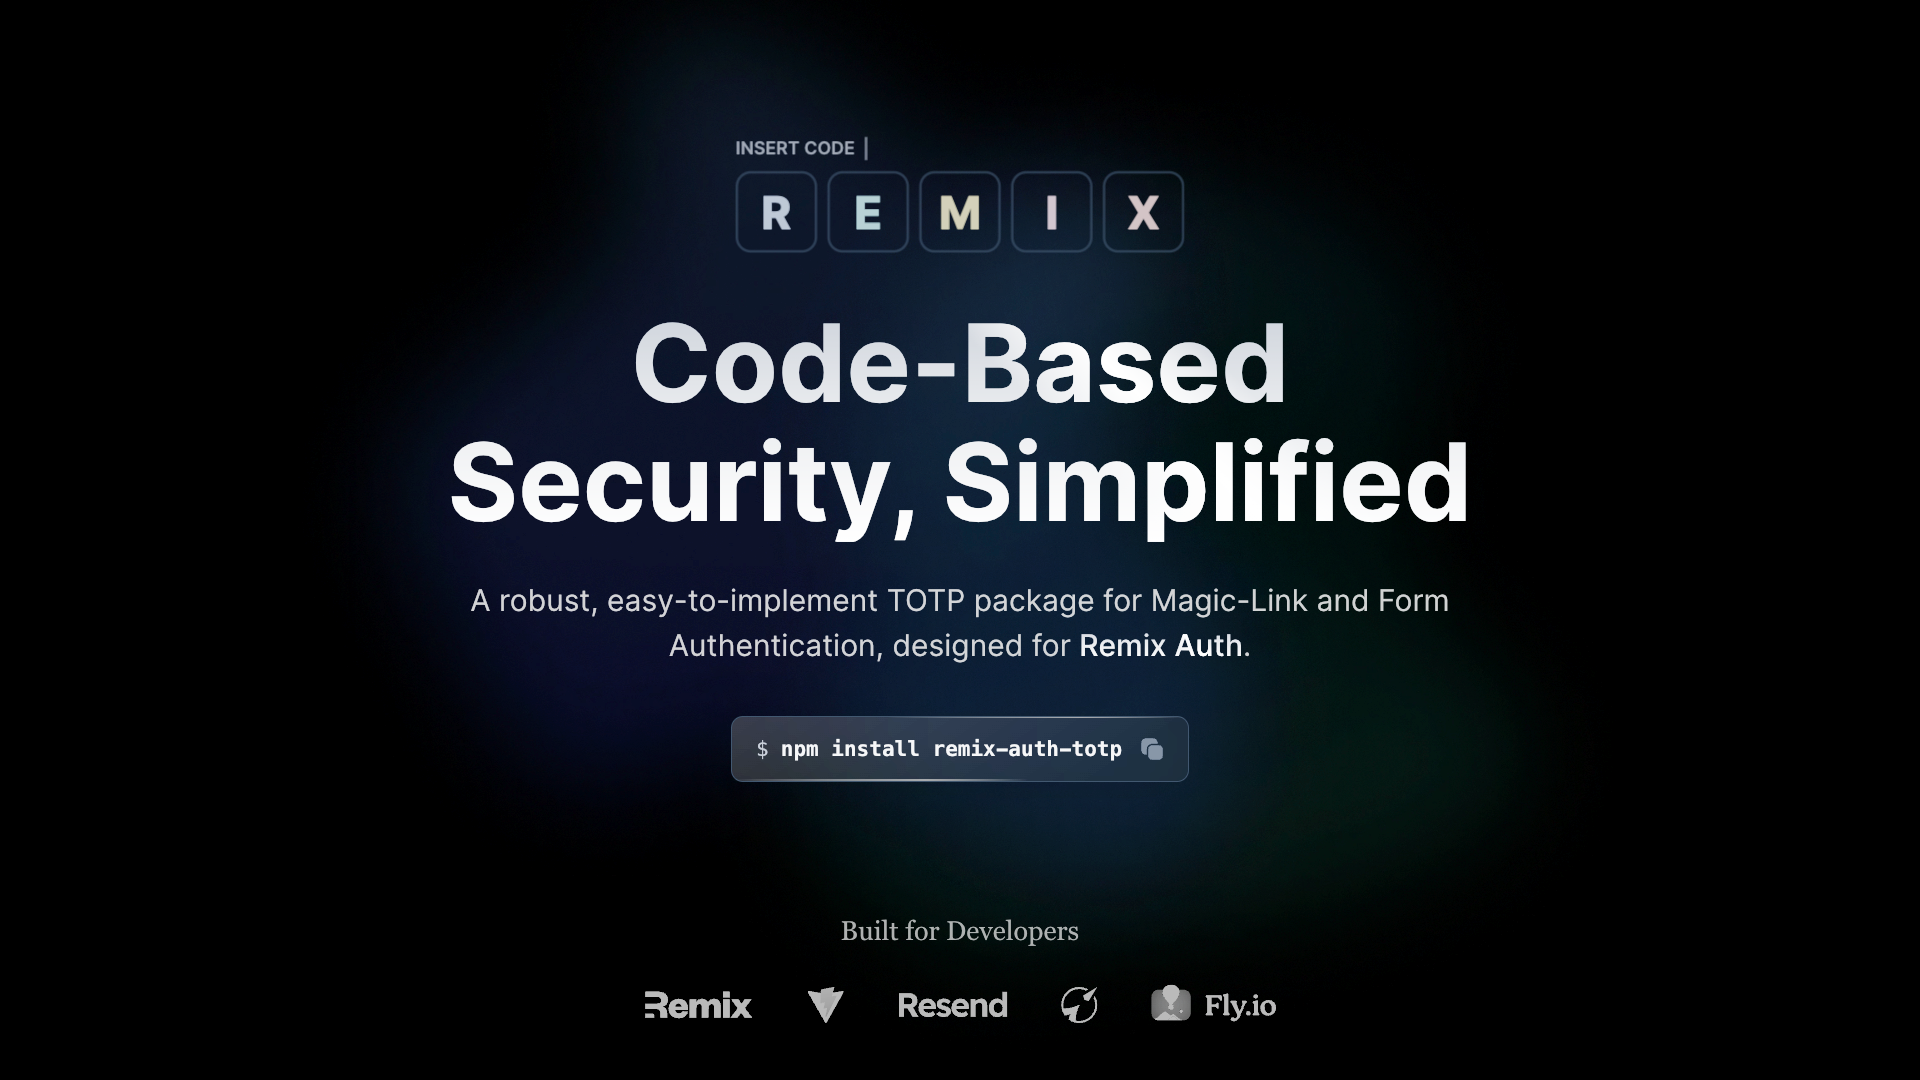 INSERT CODE |
R E M I X
Code-Based
Security, Simplified
A robust, easy-to-implement TOTP package for Magic-Link and Form
Authentication, designed for Remix Auth.
$ npm install remix-auth-totp
Built for Developers
Remix Resend Fly.io